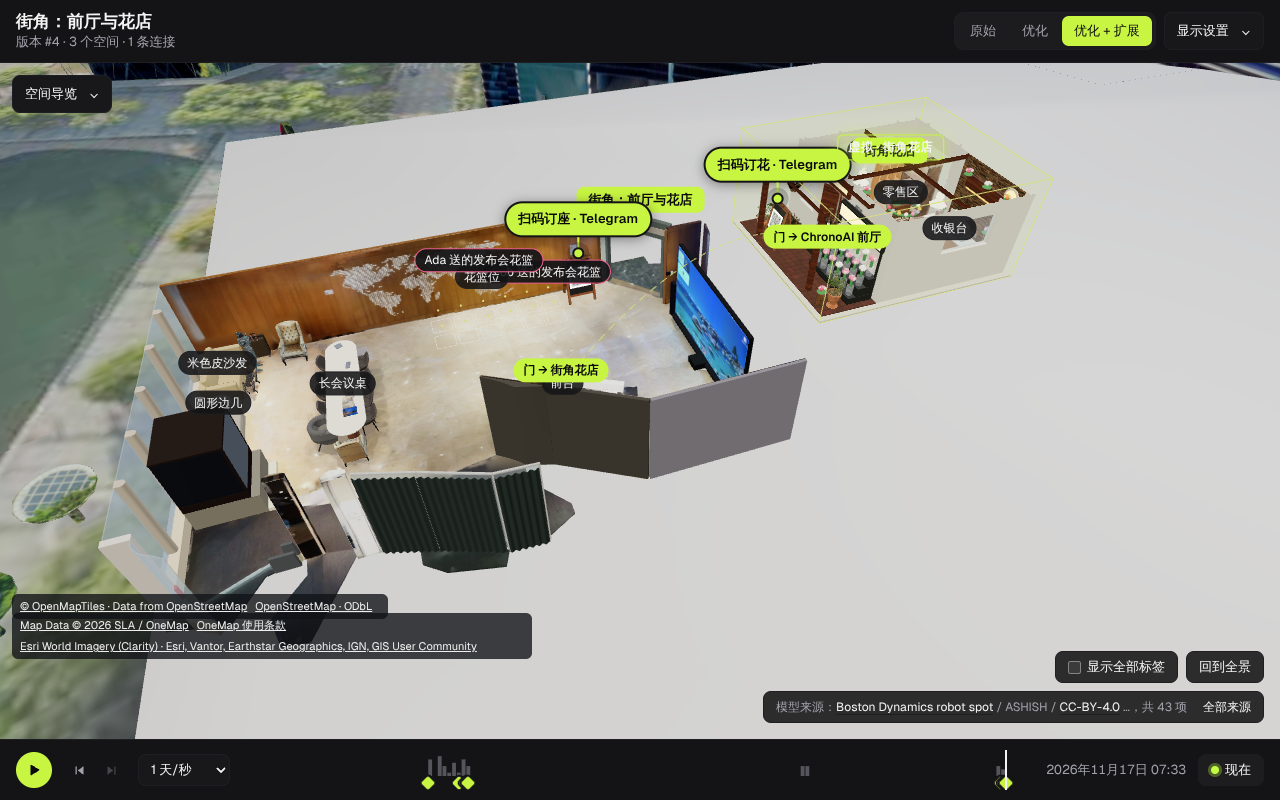 街角：前厅与花店
版本 #4 · 3 个空间 · 1 条连接
原始
优化
优化 + 扩展
显示设置
空间导览
扫码订花 · Telegram
街角花店
零售区
街角：前厅与花店
扫码订座 · Telegram
收银台
门 → ChronoAI 前厅
Ada 送的发布会花篮
送的发布会花篮
花篮位
米色皮沙发
门 → 街角花店
长会议桌
前台
圆形边几
© OpenMapTiles · Data from OpenStreetMap OpenStreetMap · ODbL
Map Data © 2026 SLA / OneMap OneMap 使用条款
Esri World Imagery (Clarity) · Esri, Vantor, Earthstar Geographics, IGN, GIS User Community
显示全部标签
回到全景
模型来源：Boston Dynamics robot spot / ASHISH / CC-BY-4.0 …，共 43 项 全部来源
1 天/秒
2026年11月17日 07:33
现在